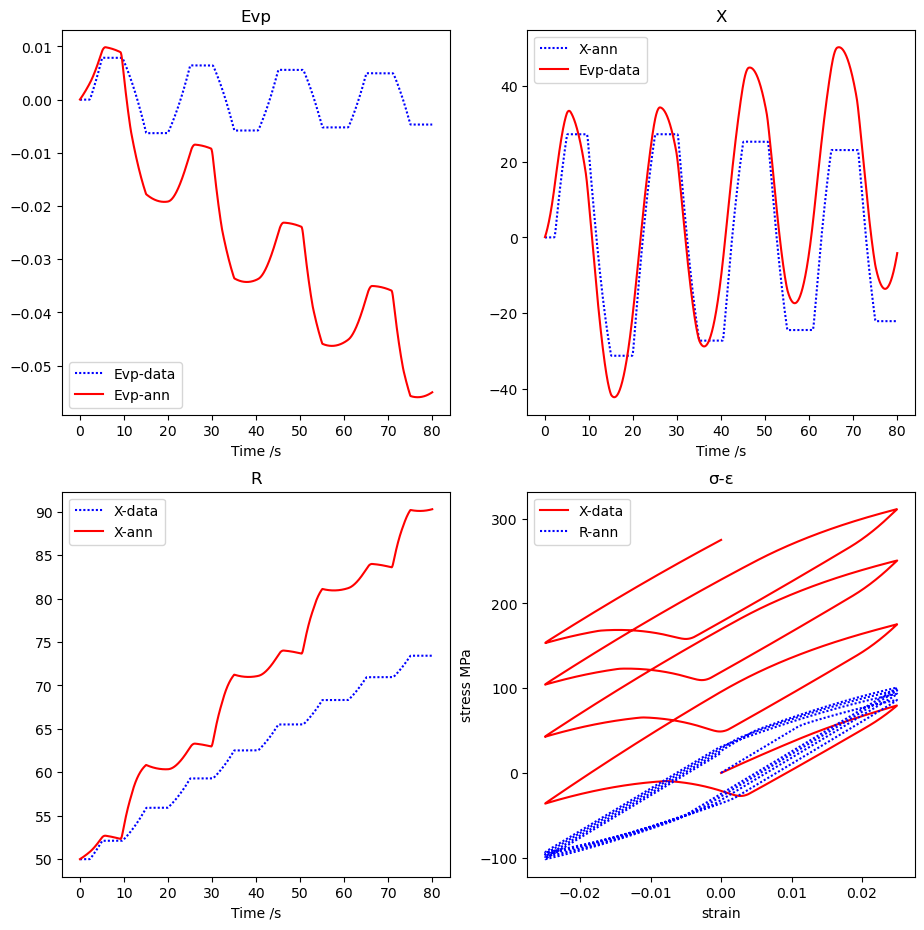 Evp
0.01
0.00
−0.01
−0.02
−0.03
−0.04
−0.05
Evp-data
Evp-ann
0 10 20 30 40 50 60 70 80
Time /s
X
40
20
0
−20
−40
X-ann
Evp-data
0 10 20 30 40 50 60 70 80
Time /s
R
90
85
80
75
70
65
60
55
50
X-data
X-ann
0 10 20 30 40 50 60 70 80
Time /s
σ-ε
300
200
100
0
−100
stress MPa
X-data
R-ann
−0.02 −0.01 0.00 0.01 0.02
strain